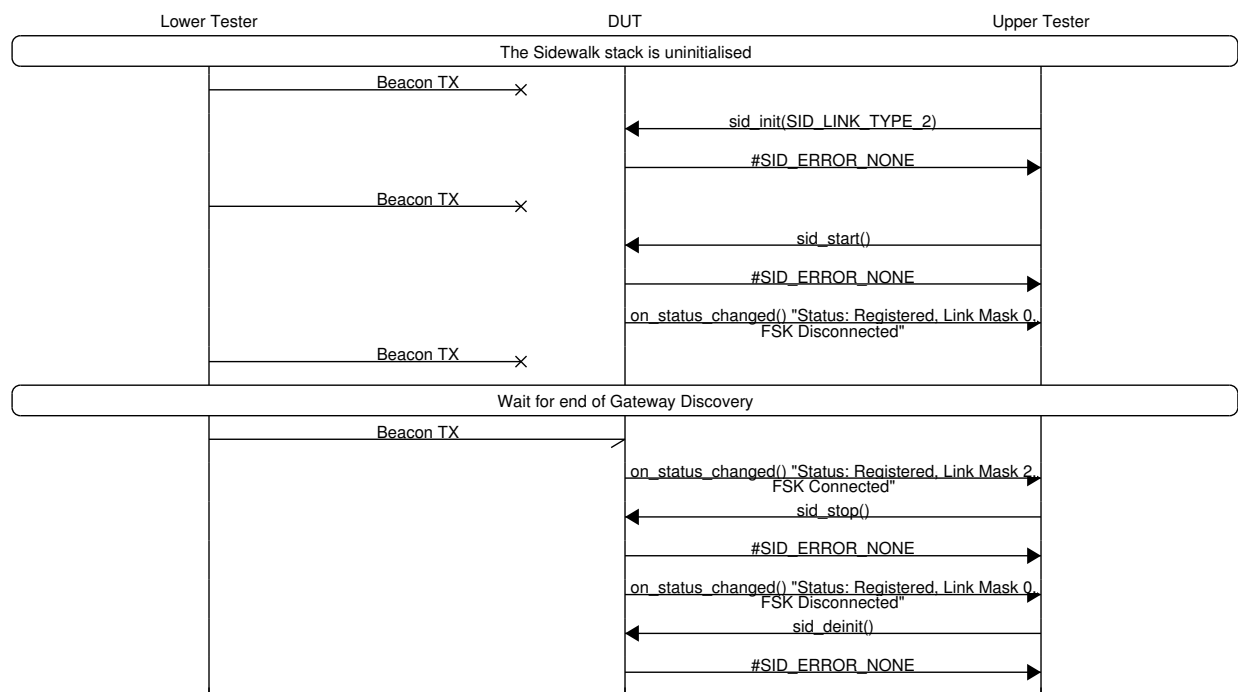 Lower Tester
DUT
Upper Tester
The Sidewalk stack is uninitialised
Beacon TX
sid_init(SID_LINK_TYPE_2)
#SID_ERROR_NONE
Beacon TX
sid_start()
#SID_ERROR_NONE
on_status_changed() "Status: Registered, Link Mask 0,
FSK Disconnected"
Beacon TX
Wait for end of Gateway Discovery
Beacon TX
on_status_changed() "Status: Registered, Link Mask 2,
FSK Connected"
sid_stop()
#SID_ERROR_NONE
on_status_changed() "Status: Registered, Link Mask 0,
FSK Disconnected"
sid_deinit()
#SID_ERROR_NONE